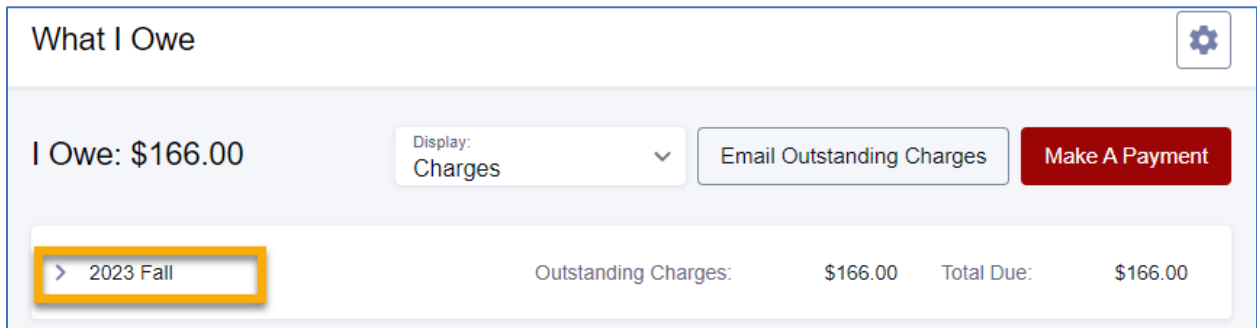 What I Owe
I Owe: $166.00
Display:
Charges
Email Outstanding Charges
Make A Payment
2023 Fall Outstanding Charges: $166.00 Total Due: $166.00